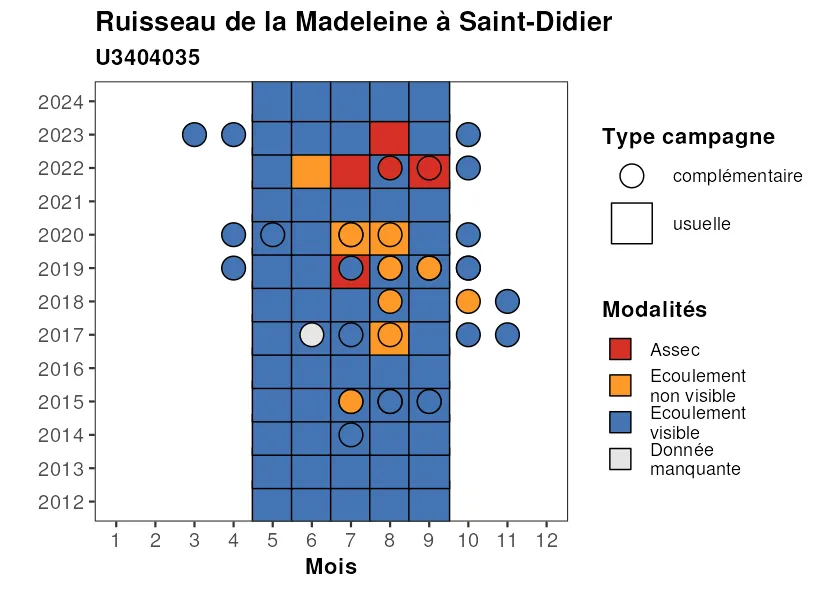 Ruisseau de la Madeleine à Saint-Didier
U3404035
2024
2023
2022
2021
2020
2019
2018
2017
2016
2015
2014
2013
2012
1 2 3 4 5 6 7 8 9 10 11 12
Mois
Type campagne
complémentaire
usuelle
Modalités
Assec
Ecoulement
non visible
Ecoulement
visible
Donnée
manquante